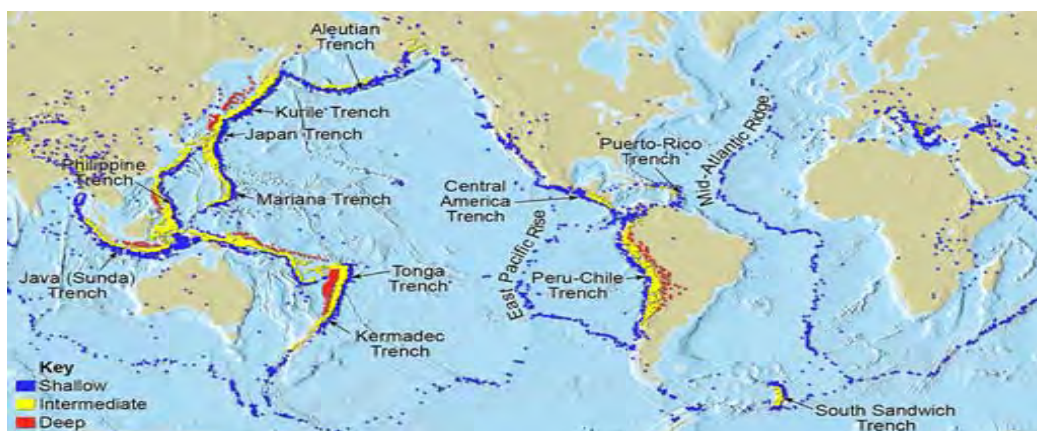 Aleutian
Trench
Kurile Trench
Japan Trench
Philippine
Trench
Mariana Trench
Java (Sunda)
Trench
Tonga
Trench
Kermadec
Trench
Central
America
Trench
Puerto-Rico
Trench
Mid-Atlantic Ridge
East Pacific Rise
Peru-Chile
Trench
South Sandwich
Trench
Key
Shallow
Intermediate
Deep